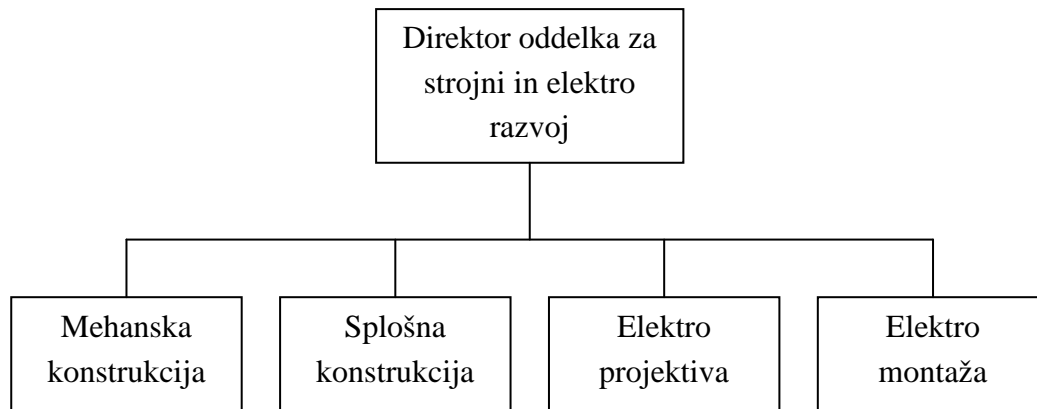 Direktor oddelka za
strojni in elektro
razvoj
Mehanska
konstrukcija
Splošna
konstrukcija
Elektro
projektiva
Elektro
montaža